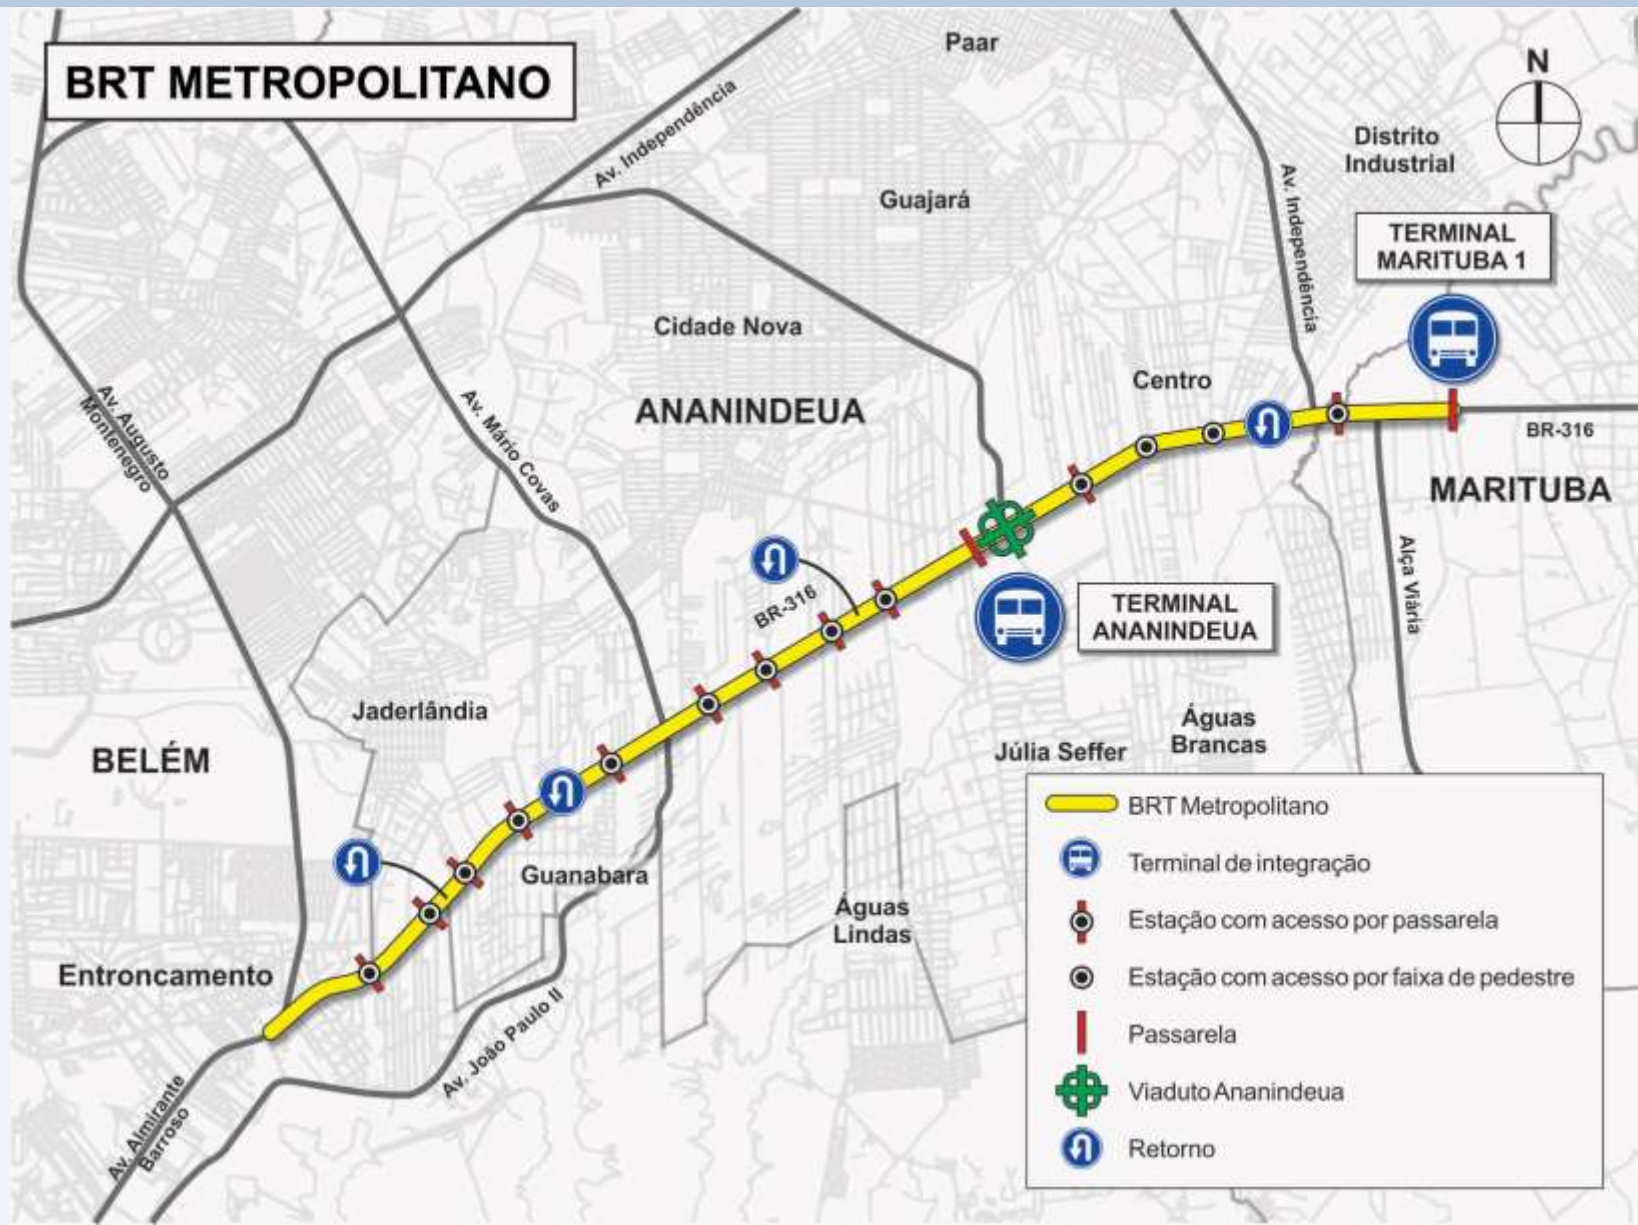 BRT METROPOLITANO
Paar
N
Distrito
Industrial
Av. Independência
Av. Independência
Guajará
TERMINAL
MARITUBA 1
Cidade Nova
Centro
ANANINDEUA
Av. Augusto
Montenegro
Av. Mário Covas
BR-316
MARITUBA
Alça Viária
BR-316
TERMINAL
ANANINDEUA
Jaderlândia
Águas
Brancas
Júlia Seffer
BELÉM
Guanabara
Águas
Lindas
Entroncamento
Av. João Paulo II
Av. Almirante
Barroso
BRT Metropolitano
Terminal de integração
Estação com acesso por passarela
Estação com acesso por faixa de pedestre
Passarela
Viaduto Ananindeua
Retorno